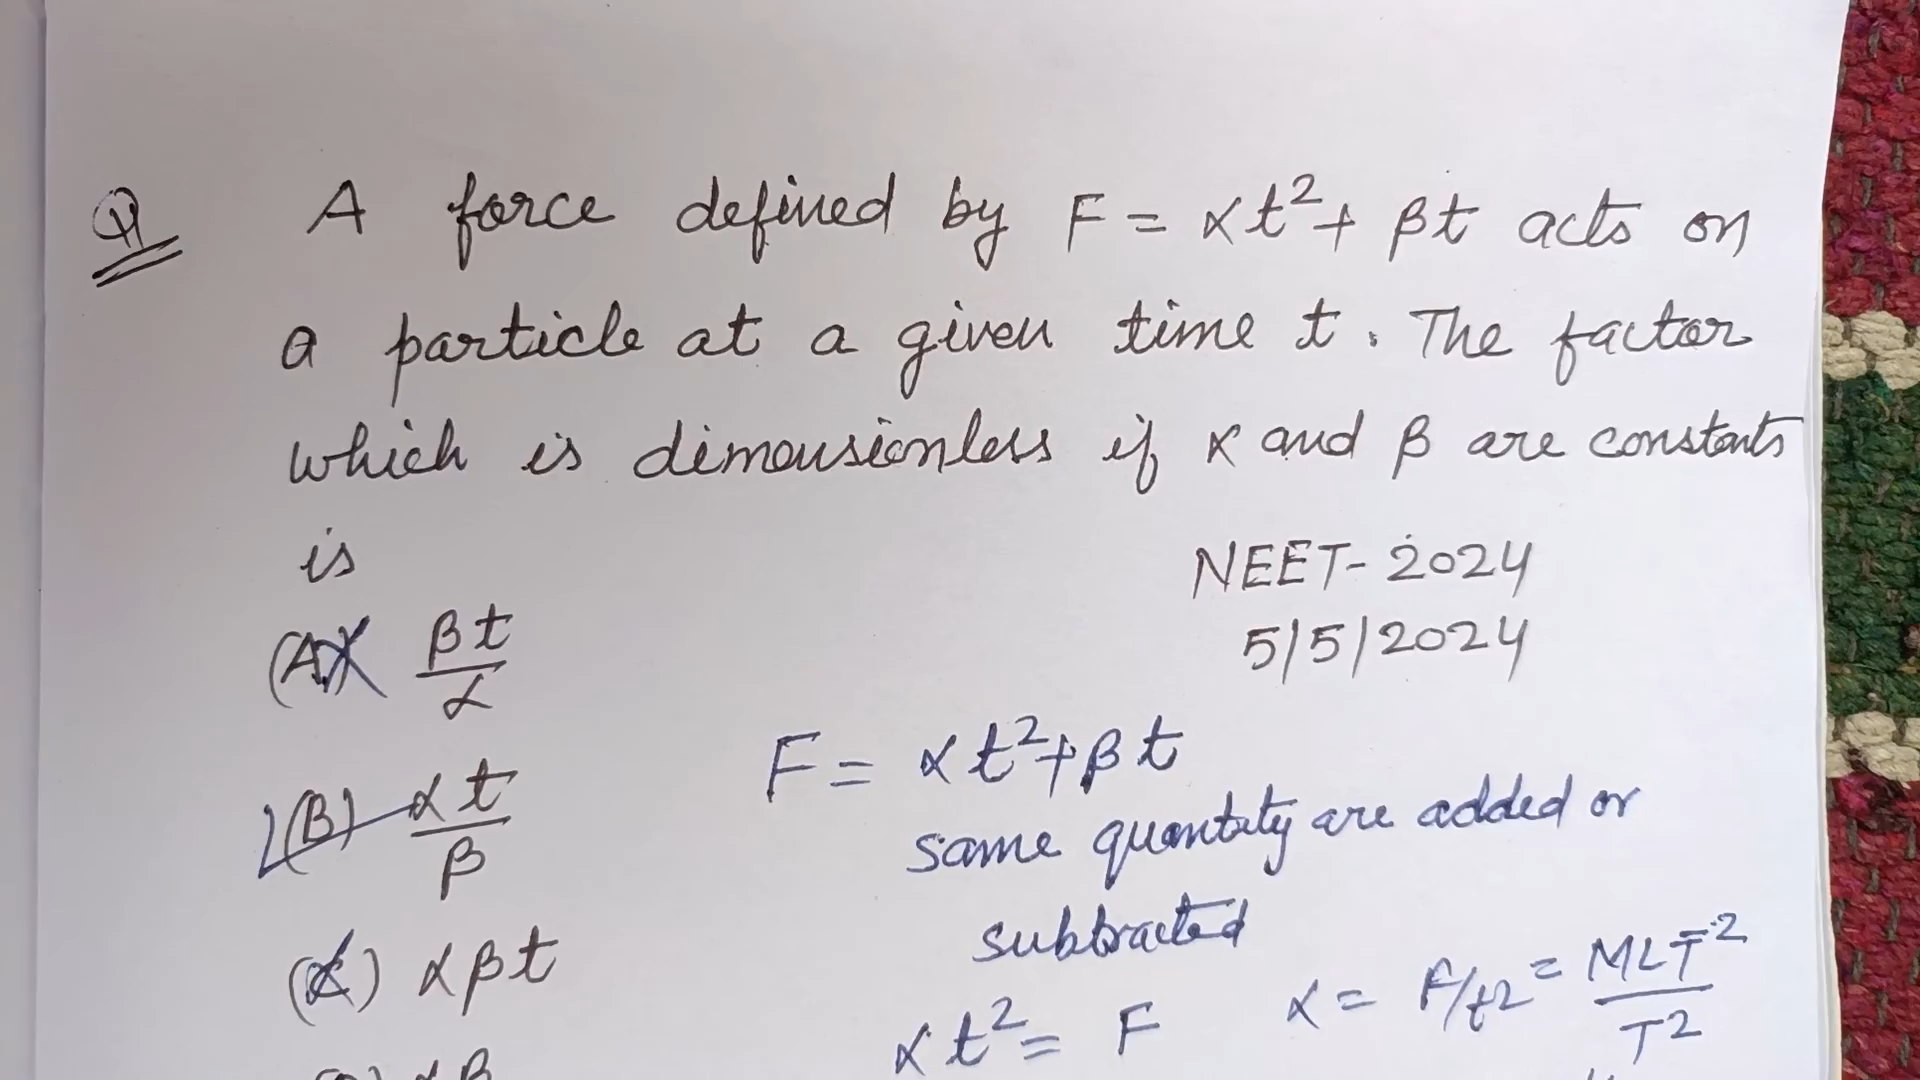 Q
A force defined by F = αt² + βt acts on
a particle at a given time t. The factor
which is dimensionless if α and β are constants
is
NEET-2024
5/5/2024
(A) βt/α
(B) αt/β
(C) αβt
F = αt² + βt
same quantity are added or
subtracted
αt² = F
α = F/t2 = MLT⁻²/T²
αβ